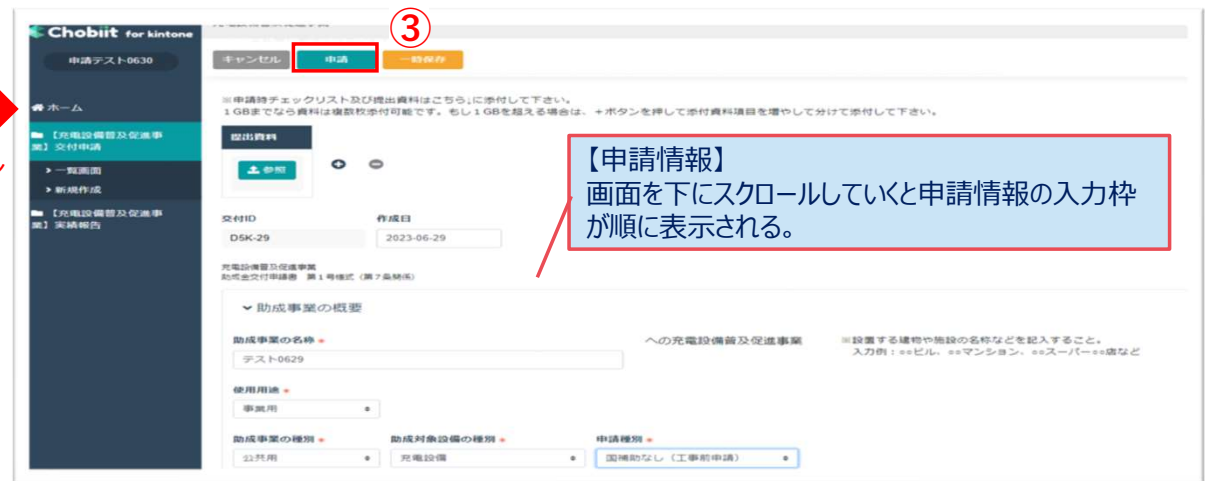 Chobiit for kintone
③
申請テスト0630
キャンセル 申請 一時保存
ホーム
【充電設備普及促進事業】交付申請
> 一覧画面
> 新規作成
【充電設備普及促進事業】実績報告
※申請時チェックリスト及び提出資料はこちら↓に添付して下さい。
1GBまでなら資料は複数枚添付可能です。もし1GBを超える場合は、+ボタンを押して添付資料項目を増やして分けて添付して下さい。
提出資料
参照
【申請情報】
画面を下にスクロールしていくと申請情報の入力枠
が順に表示される。
交付ID 作成日
D5K-29 2023-06-29
充電設備普及促進事業
助成金交付申請書 第1号様式(第7条関係)
助成事業の概要
助成事業の名称 * への充電設備普及促進事業 ※設置する建物や施設の名称などを記入すること。
テスト0629 入力例:○○ビル、○○マンション、○○スーパー○○店など
使用用途 *
事業用
助成事業の種別 * 助成対象設備の種別 * 申請種別 *
公共用 充電設備 国補助なし(工事前申請)